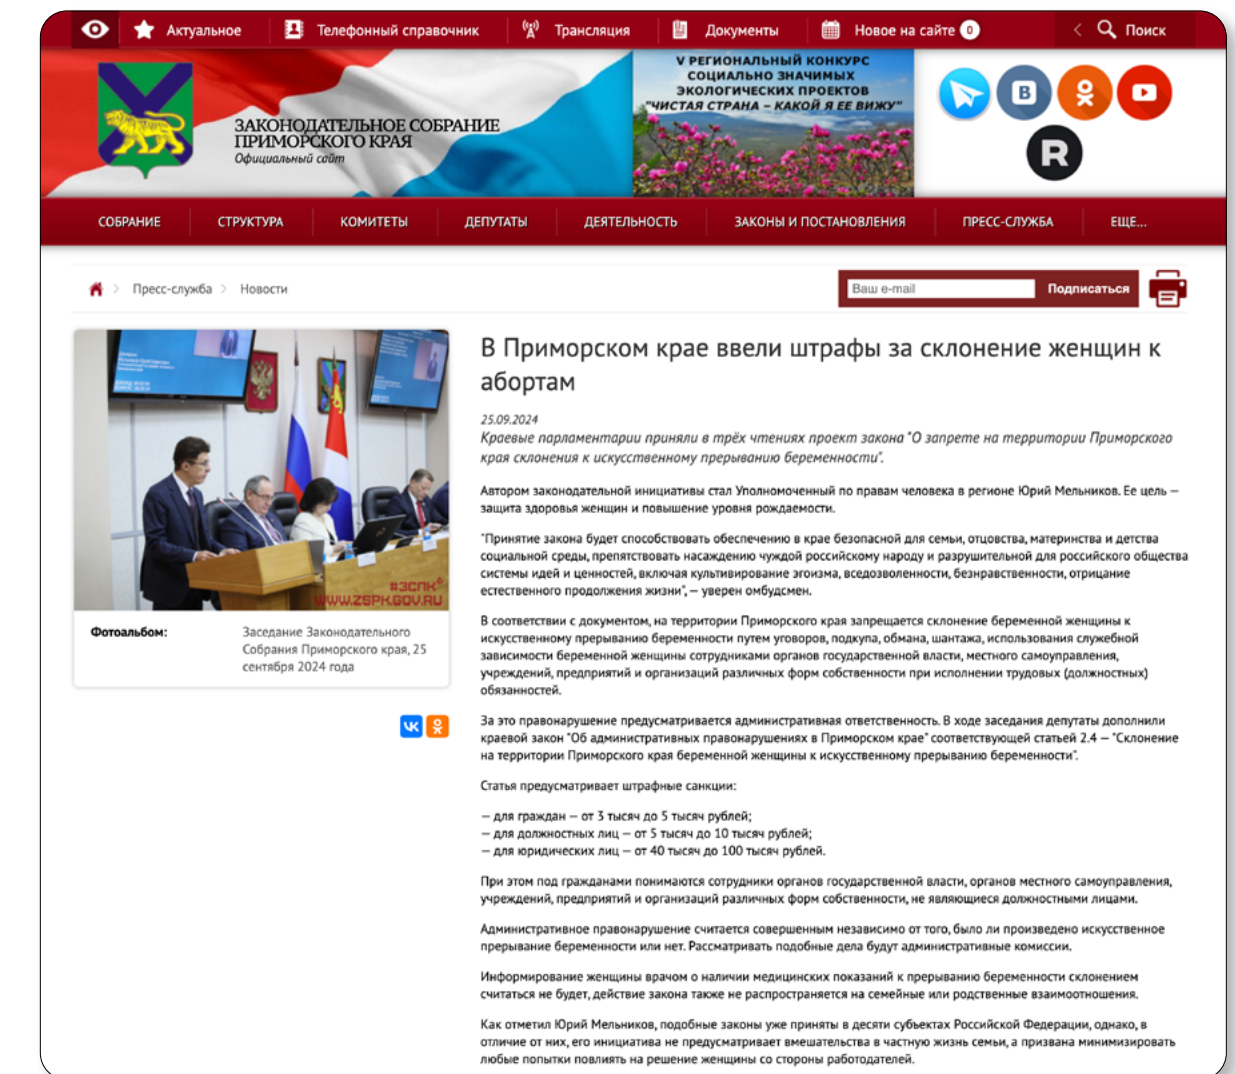 Актуальное
Телефонный справочник
Трансляция
Документы
Новое на сайте 0
Поиск
ЗАКОНОДАТЕЛЬНОЕ СОБРАНИЕ
ПРИМОРСКОГО КРАЯ
Официальный сайт
V РЕГИОНАЛЬНЫЙ КОНКУРС
СОЦИАЛЬНО ЗНАЧИМЫХ
ЭКОЛОГИЧЕСКИХ ПРОЕКТОВ
"ЧИСТАЯ СТРАНА – КАКОЙ Я ЕЕ ВИЖУ"
В
R
СОБРАНИЕ
СТРУКТУРА
КОМИТЕТЫ
ДЕПУТАТЫ
ДЕЯТЕЛЬНОСТЬ
ЗАКОНЫ И ПОСТАНОВЛЕНИЯ
ПРЕСС-СЛУЖБА
ЕЩЕ...
Пресс-служба
Новости
Ваш e-mail
Подписаться
#ЗСПК
WWW.ZSPK.GOV.RU
Фотоальбом:
Заседание Законодательного
Собрания Приморского края, 25
сентября 2024 года
В Приморском крае ввели штрафы за склонение женщин к
абортам
25.09.2024
Краевые парламентарии приняли в трёх чтениях проект закона "О запрете на территории Приморского
края склонения к искусственному прерыванию беременности".
Автором законодательной инициативы стал Уполномоченный по правам человека в регионе Юрий Мельников. Ее цель —
защита здоровья женщин и повышение уровня рождаемости.
"Принятие закона будет способствовать обеспечению в крае безопасной для семьи, отцовства, материнства и детства
социальной среды, препятствовать насаждению чуждой российскому народу и разрушительной для российского общества
системы идей и ценностей, включая культивирование эгоизма, вседозволенности, безнравственности, отрицание
естественного продолжения жизни", — уверен омбудсмен.
В соответствии с документом, на территории Приморского края запрещается склонение беременной женщины к
искусственному прерыванию беременности путем уговоров, подкупа, обмана, шантажа, использования служебной
зависимости беременной женщины сотрудниками органов государственной власти, местного самоуправления,
учреждений, предприятий и организаций различных форм собственности при исполнении трудовых (должностных)
обязанностей.
За это правонарушение предусматривается административная ответственность. В ходе заседания депутаты дополнили
краевой закон "Об административных правонарушениях в Приморском крае" соответствующей статьей 2.4 — "Склонение
на территории Приморского края беременной женщины к искусственному прерыванию беременности".
Статья предусматривает штрафные санкции:
— для граждан — от 3 тысяч до 5 тысяч рублей;
— для должностных лиц — от 5 тысяч до 10 тысяч рублей;
— для юридических лиц — от 40 тысяч до 100 тысяч рублей.
При этом под гражданами понимаются сотрудники органов государственной власти, органов местного самоуправления,
учреждений, предприятий и организаций различных форм собственности, не являющиеся должностными лицами.
Административное правонарушение считается совершенным независимо от того, было ли произведено искусственное
прерывание беременности или нет. Рассматривать подобные дела будут административные комиссии.
Информирование женщины врачом о наличии медицинских показаний к прерыванию беременности склонением
считаться не будет, действие закона также не распространяется на семейные или родственные взаимоотношения.
Как отметил Юрий Мельников, подобные законы уже приняты в десяти субъектах Российской Федерации, однако, в
отличие от них, его инициатива не предусматривает вмешательства в частную жизнь семьи, а призвана минимизировать
любые попытки повлиять на решение женщины со стороны работодателей.